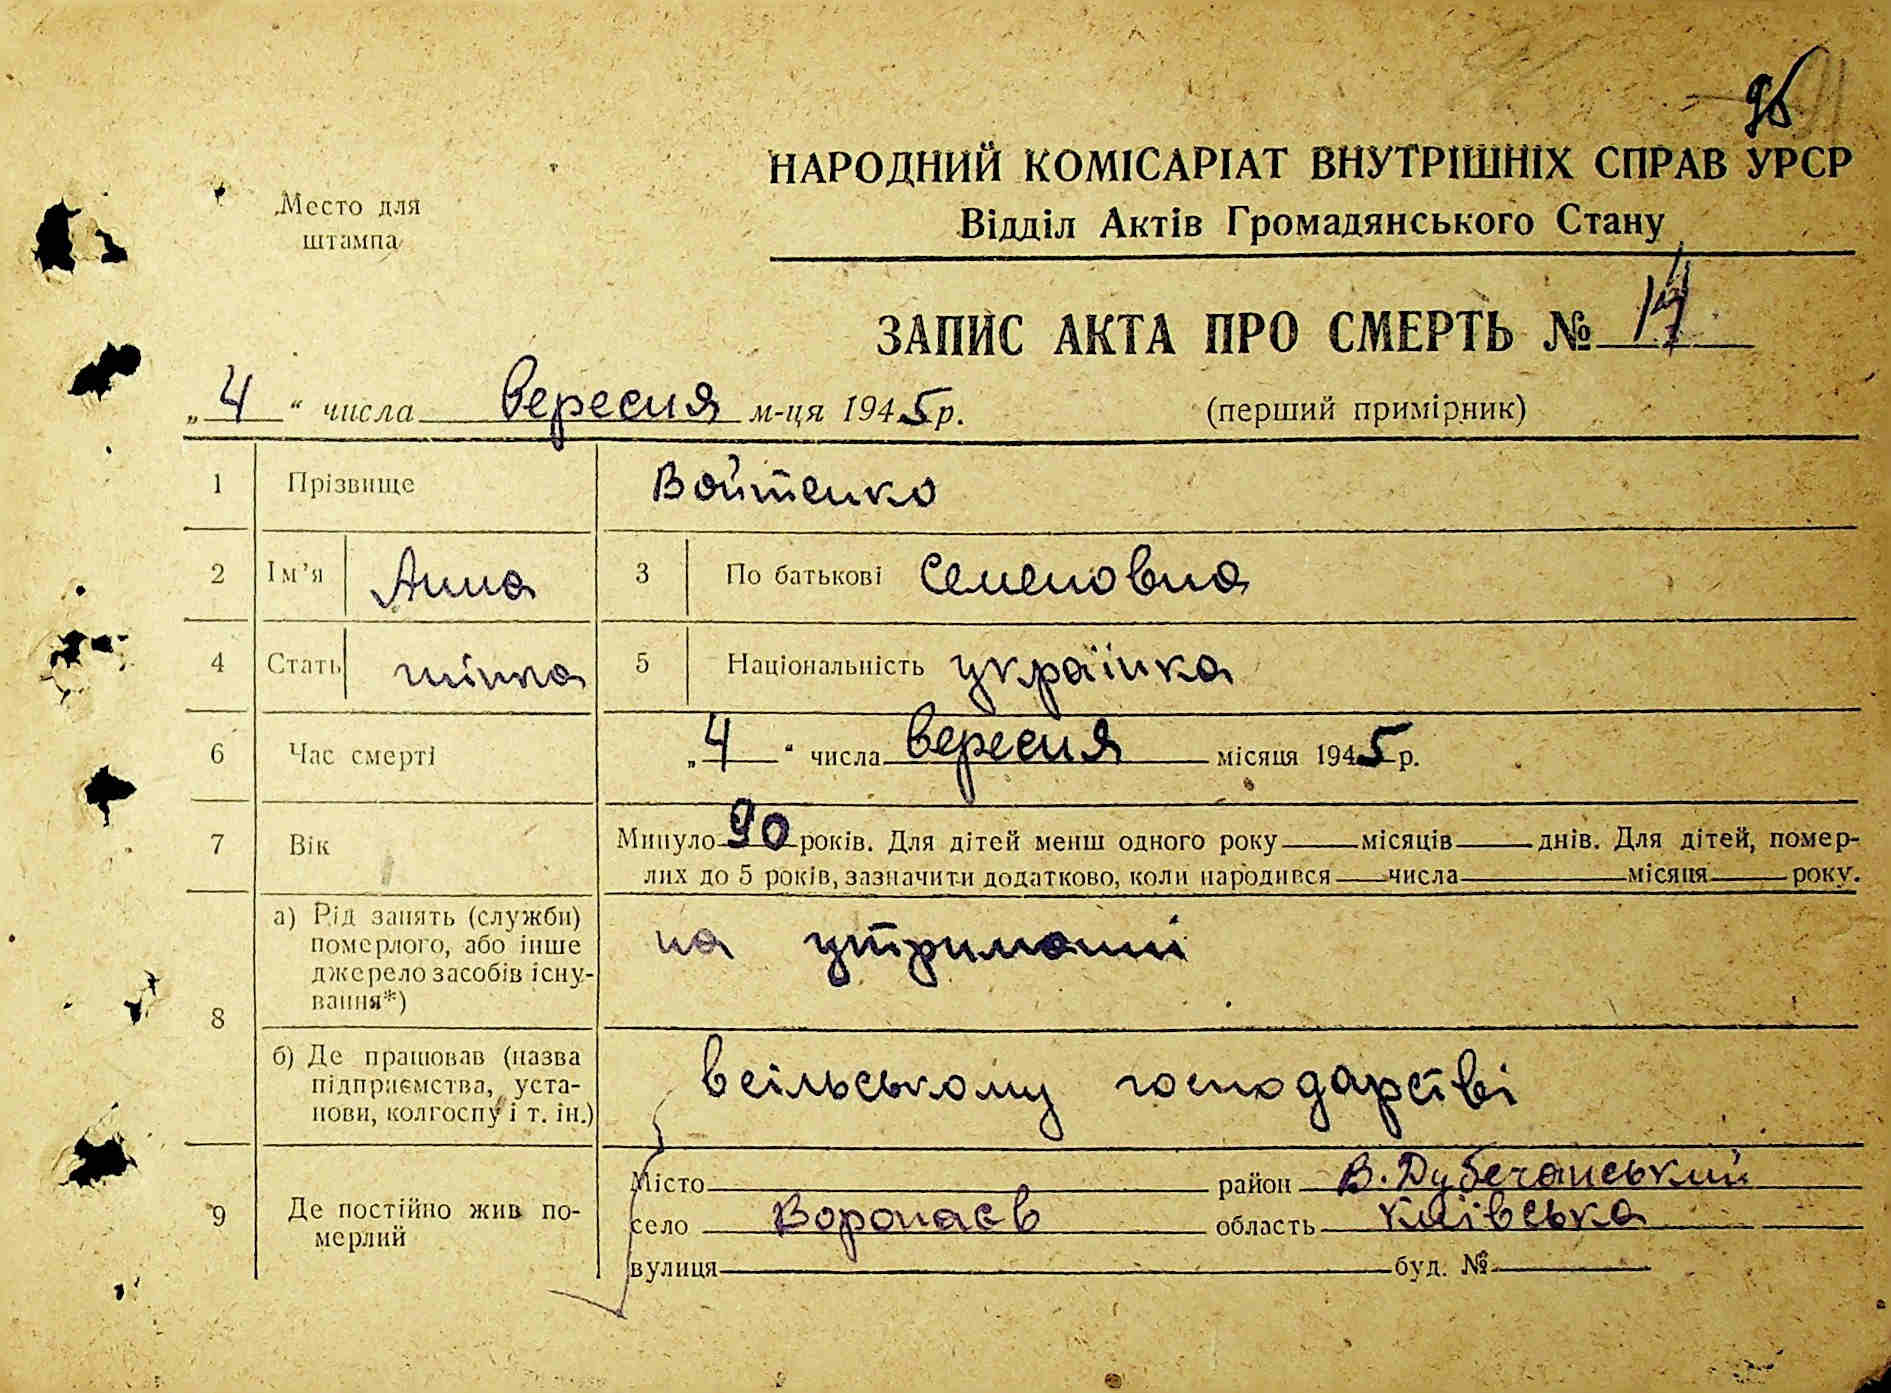 96
НАРОДНИЙ КОМІСАРІАТ ВНУТРІШНІХ СПРАВ УРСР
Место для
штампа
Відділ Актів Громадянського Стану
ЗАПИС АКТА ПРО СМЕРТЬ № 14
„ 4 “ числа вересня м-ця 1945 р. (перший примірник)
1 Прізвище Войтенко
2 Ім’я Анна 3 По батькові Семеновна
4 Стать жінка 5 Національність українка
6 Час смерті „ 4 “ числа вересня місяця 1945 р.
7 Вік Минуло 90 років. Для дітей менш одного року місяців днів. Для дітей, помер-
лих до 5 років, зазначити додатково, коли народився числа місяця року.
8 а) Рід занять (служби)
померлого, або інше
джерело засобів існу-
вання*) на утриманні
б) Де працював (назва
підприємства, уста-
нови, колгоспу і т. ін.) всільському господарстві
9 Де постійно жив по-
мерлий
Місто район В. Дубечанський
село Воропаєв область Київська
вулиця буд. №